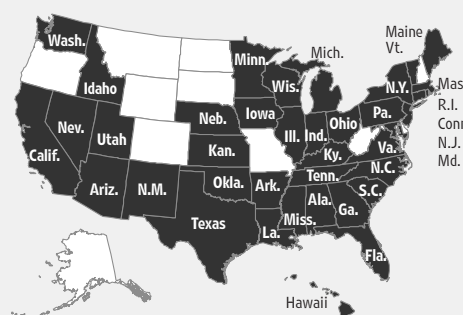 Wash.
Idaho
Nev.
Utah
Calif.
Ariz.
N.M.
Neb.
Kan.
Okla.
Texas
Minn.
Iowa
Wis.
Mich.
Ill.
Ind.
Ohio
Ky.
Tenn.
Ark.
La.
Miss.
Ala.
Ga.
Fla.
S.C.
N.C.
Va.
Pa.
N.Y.
Maine
Vt.
Mas
R.I.
Conn
N.J.
Md.
Hawaii